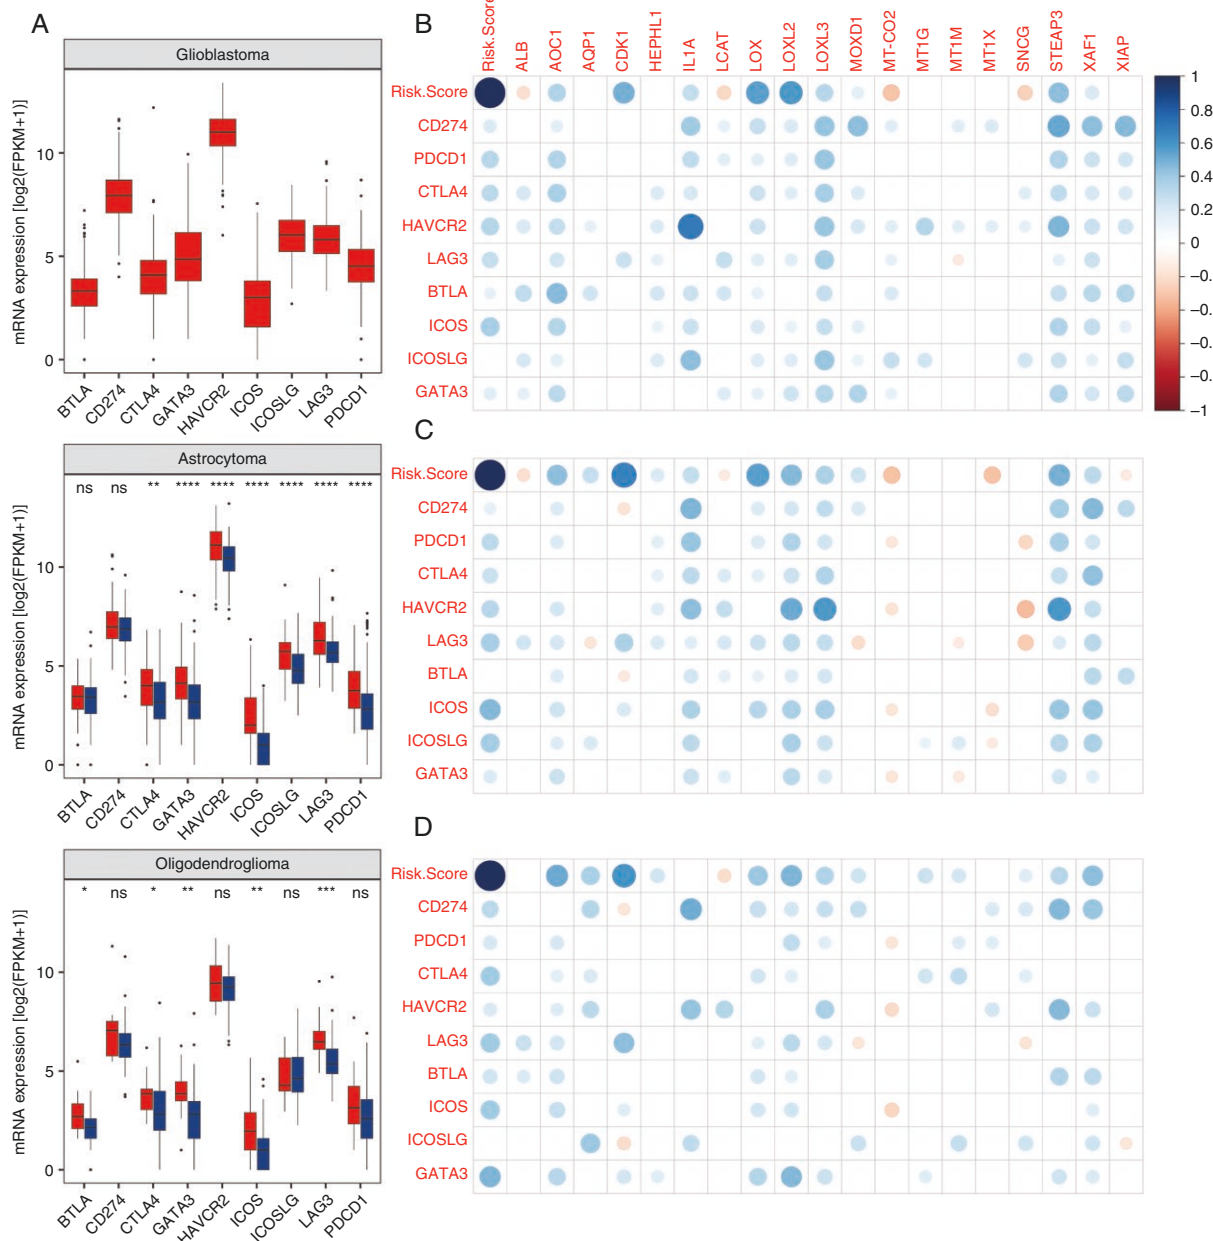 A
Glioblastoma
mRNA expression [log2(FPKM+1)]
10
5
0
BTLA
CD274
CTLA4
GATA3
HAVCR2
ICOS
ICOSLG
LAG3
PDCD1
Astrocytoma
ns ns ** **** **** **** **** **** ****
mRNA expression [log2(FPKM+1)]
10
5
0
BTLA
CD274
CTLA4
GATA3
HAVCR2
ICOS
ICOSLG
LAG3
PDCD1
Oligodendroglioma
* ns * ** ns ** ns *** ns
mRNA expression [log2(FPKM+1)]
10
5
0
BTLA
CD274
CTLA4
GATA3
HAVCR2
ICOS
ICOSLG
LAG3
PDCD1
B
Risk.Score
ALB
AOC1
AQP1
CDK1
HEPHL1
IL1A
LCAT
LOX
LOXL2
LOXL3
MOXD1
MT-CO2
MT1G
MT1M
MT1X
SNCG
STEAP3
XAF1
XIAP
Risk.Score
CD274
PDCD1
CTLA4
HAVCR2
LAG3
BTLA
ICOS
ICOSLG
GATA3
1
0.8
0.6
0.4
0.2
0
-0.
-0.
-0.
-0.
-1
C
Risk.Score
CD274
PDCD1
CTLA4
HAVCR2
LAG3
BTLA
ICOS
ICOSLG
GATA3
D
Risk.Score
CD274
PDCD1
CTLA4
HAVCR2
LAG3
BTLA
ICOS
ICOSLG
GATA3